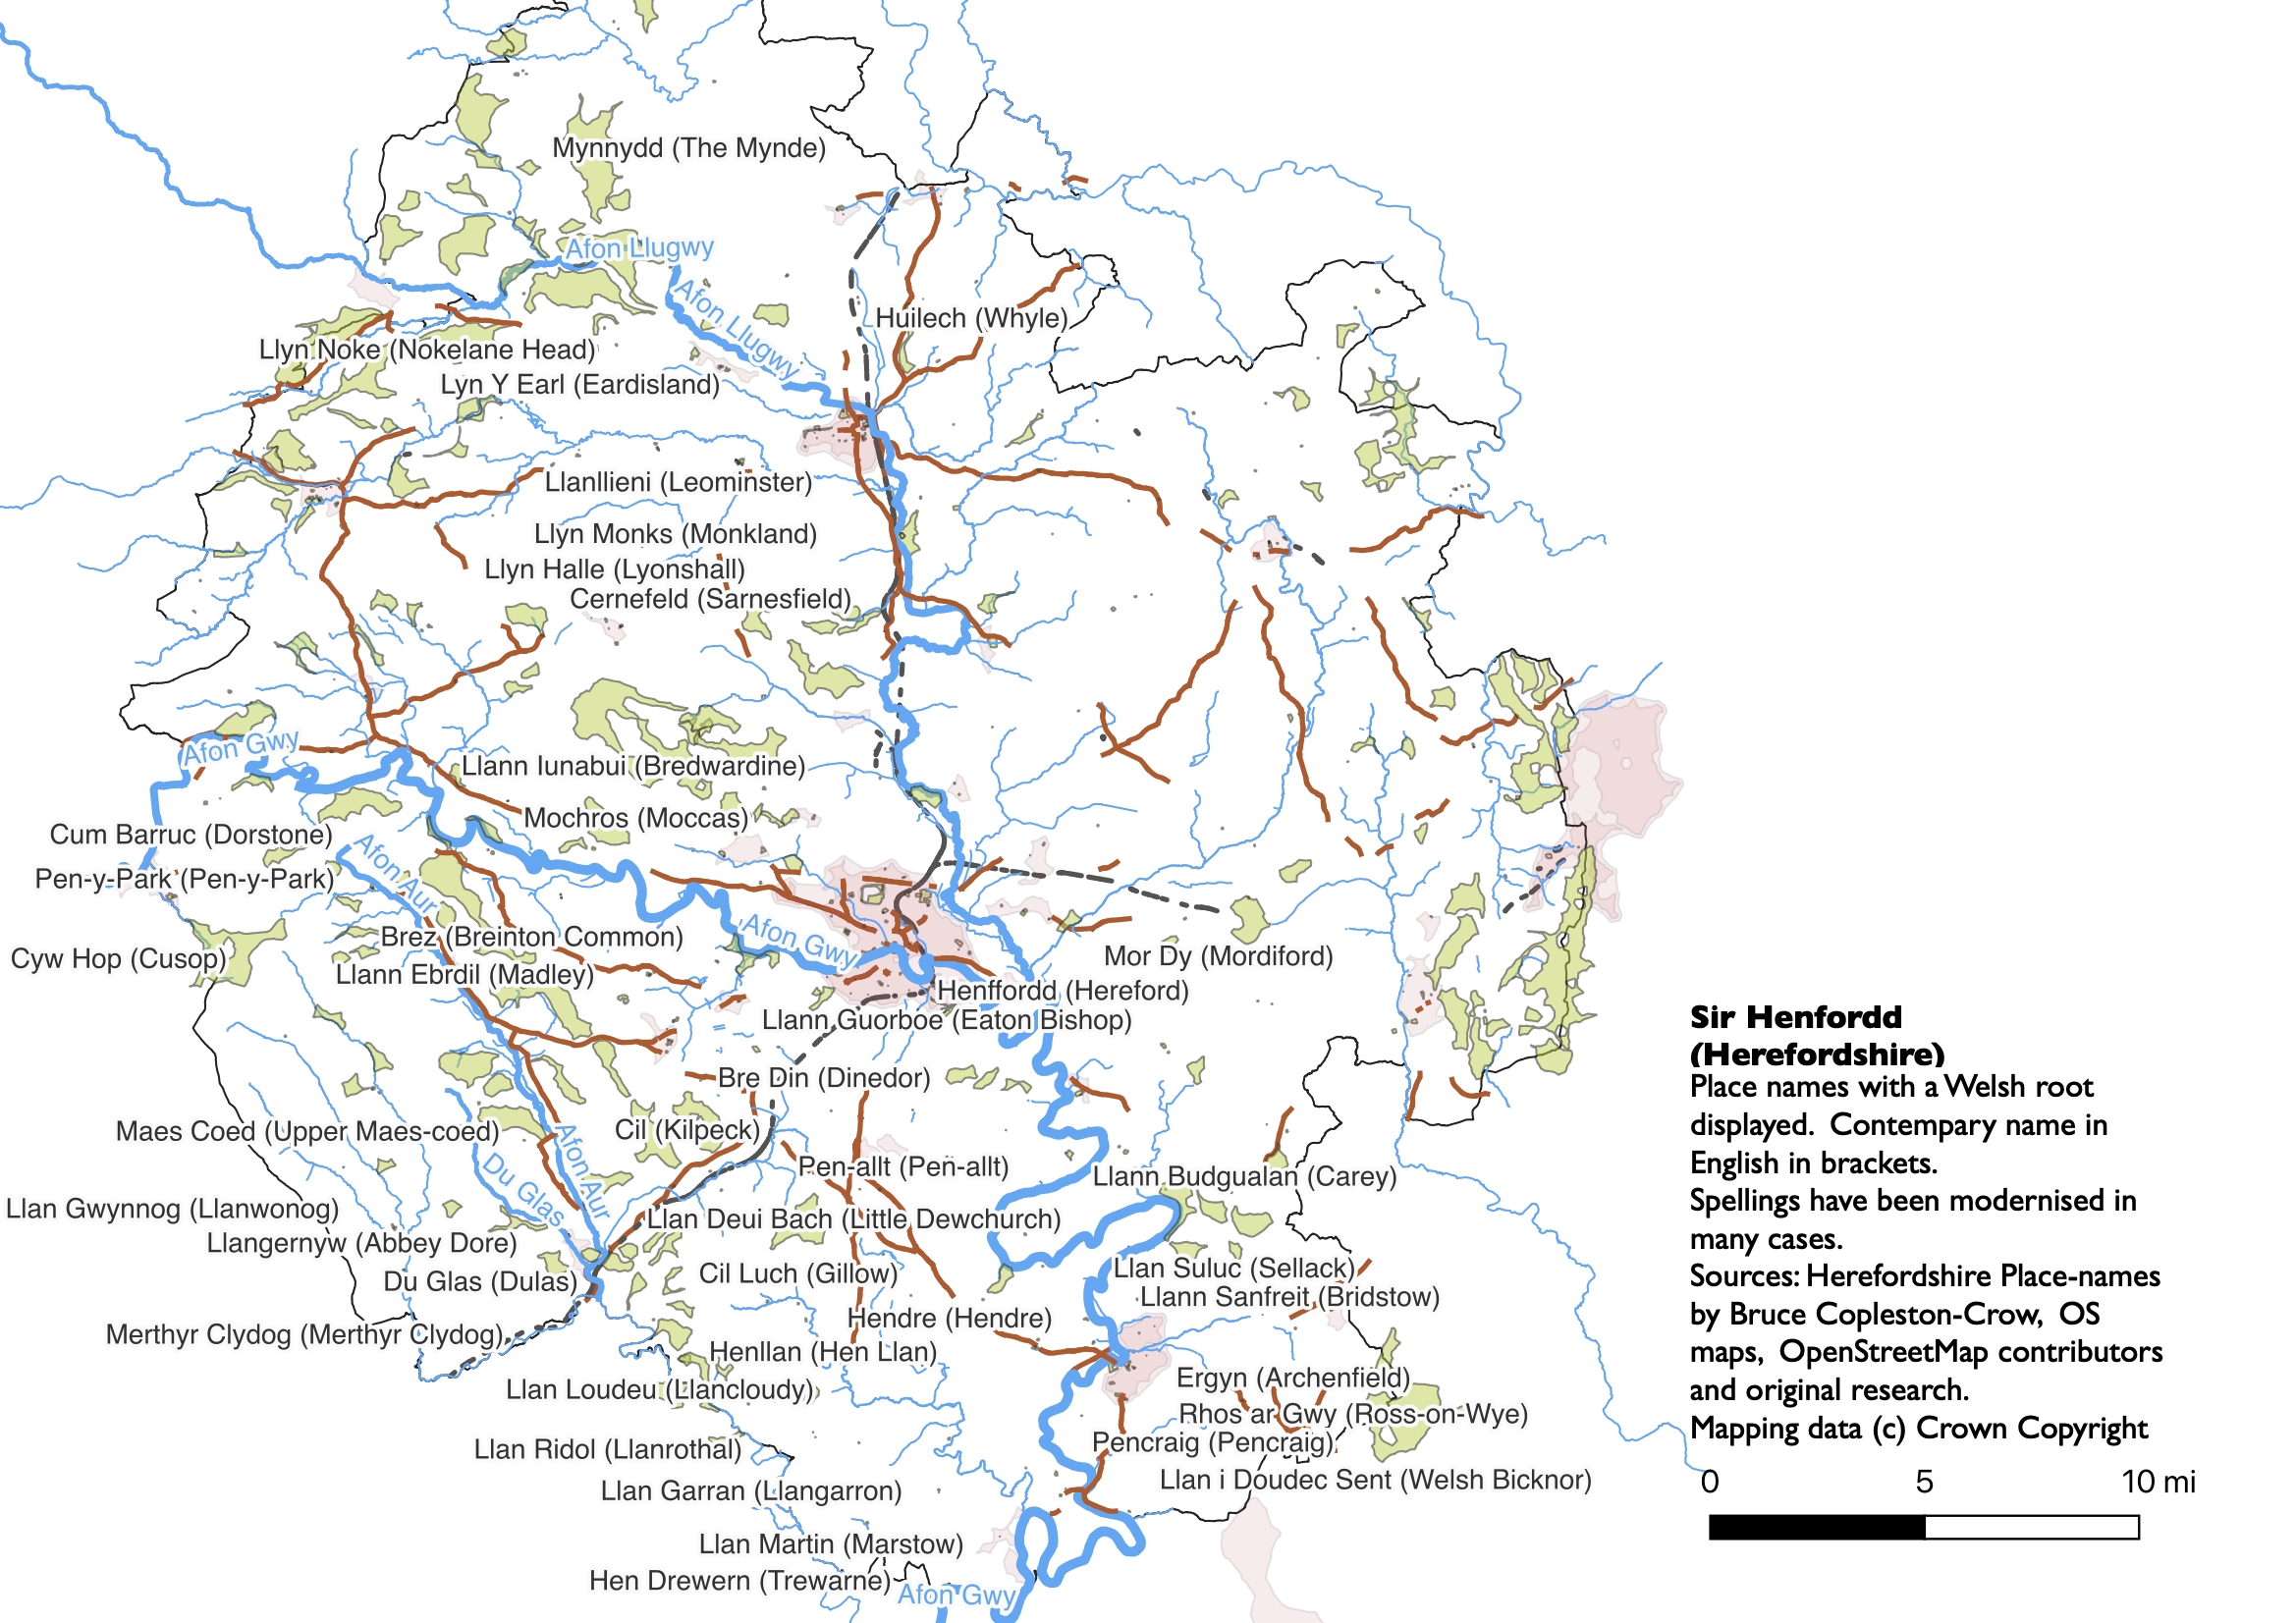 Mynnydd (The Mynde)
Afon Llugwy
Afon Llugwy
Huilech (Whyle)
Llyn Noke (Nokelane Head)
Lyn Y Earl (Eardisland)
Llanllieni (Leominster)
Llyn Monks (Monkland)
Llyn Halle (Lyonshall)
Cernefeld (Sarnesfield)
Afon Gwy
Llann Iunabui (Bredwardine)
Mochros (Moccas)
Cum Barruc (Dorstone)
Afon Aur
Pen-y-Park (Pen-y-Park)
Brez (Breinton Common)
Afon Gwy
Cyw Hop (Cusop)
Mor Dy (Mordiford)
Llann Ebrdil (Madley)
Henffordd (Hereford)
Llann Guorboe (Eaton Bishop)
Bre Din (Dinedor)
Maes Coed (Upper Maes-coed)
Cil (Kilpeck)
Afon Aur
Du Glas
Pen-allt (Pen-allt)
Llann Budgualan (Carey)
Llan Gwynnog (Llanwonog)
Llan Deui Bach (Little Dewchurch)
Llangernyw (Abbey Dore)
Du Glas (Dulas)
Cil Luch (Gillow)
Llan Suluc (Sellack)
Llann Sanfreit (Bridstow)
Hendre (Hendre)
Merthyr Clydog (Merthyr Clydog)
Henllan (Hen Llan)
Ergyn (Archenfield)
Llan Loudeu (Llancloudy)
Rhos ar Gwy (Ross-on-Wye)
Pencraig (Pencraig)
Llan Ridol (Llanrothal)
Llan i Doudec Sent (Welsh Bicknor)
Llan Garran (Llangarron)
Llan Martin (Marstow)
Hen Drewern (Trewarne)
Afon Gwy
Sir Henfordd
(Herefordshire)
Place names with a Welsh root
displayed. Contempary name in
English in brackets.
Spellings have been modernised in
many cases.
Sources: Herefordshire Place-names
by Bruce Copleston-Crow, OS
maps, OpenStreetMap contributors
and original research.
Mapping data (c) Crown Copyright
0 5 10 mi